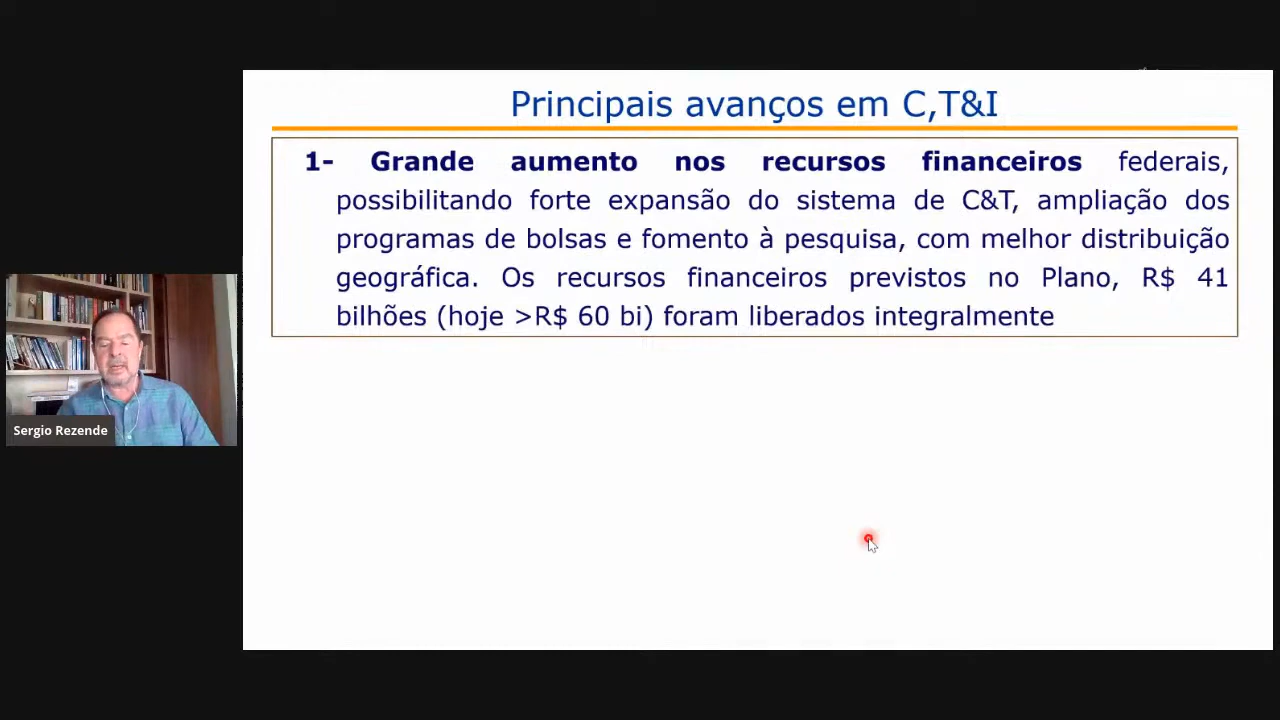 Principais avanços em C,T&I
1- Grande aumento nos recursos financeiros federais,
possibilitando forte expansão do sistema de C&T, ampliação dos
programas de bolsas e fomento à pesquisa, com melhor distribuição
geográfica. Os recursos financeiros previstos no Plano, R$ 41
bilhões (hoje >R$ 60 bi) foram liberados integralmente
Sergio Rezende